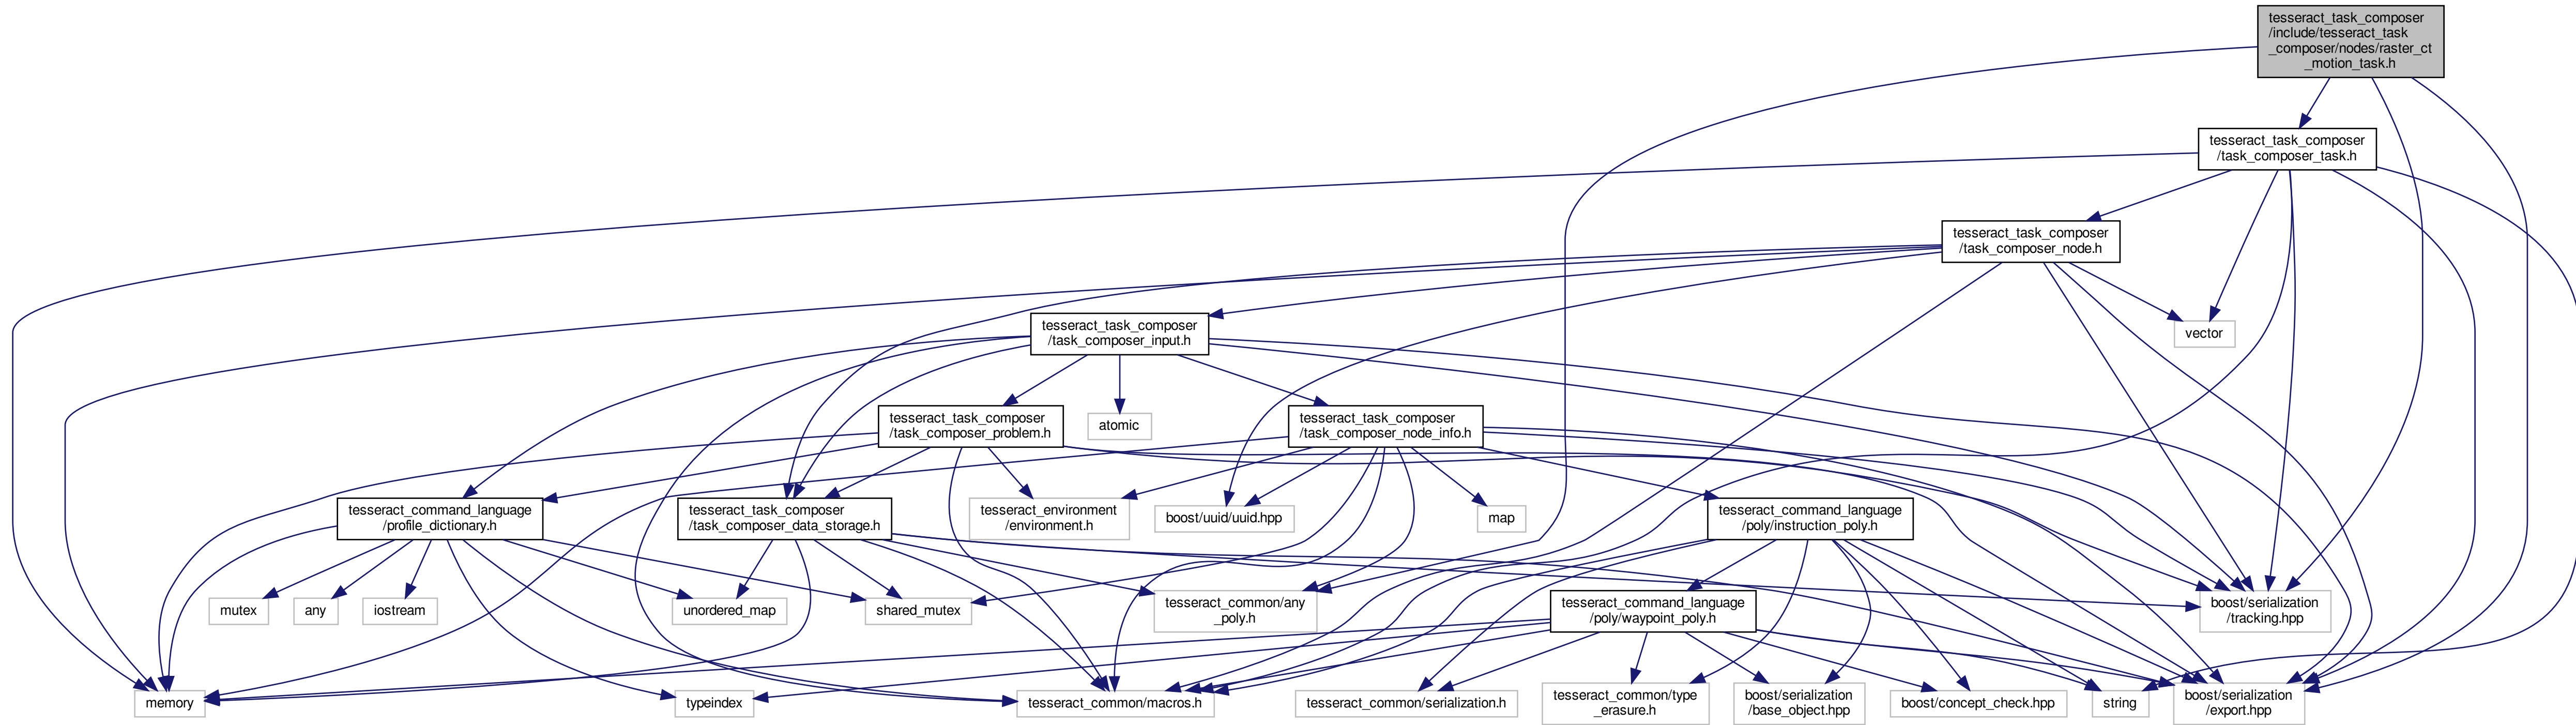 tesseract_task_composer
/include/tesseract_task
_composer/nodes/raster_ct
_motion_task.h
tesseract_task_composer
/task_composer_task.h
tesseract_task_composer
/task_composer_node.h
tesseract_task_composer
/task_composer_input.h
vector
tesseract_task_composer
/task_composer_problem.h
atomic
tesseract_task_composer
/task_composer_node_info.h
tesseract_command_language
/profile_dictionary.h
tesseract_task_composer
/task_composer_data_storage.h
tesseract_environment
/environment.h
boost/uuid/uuid.hpp
map
tesseract_command_language
/poly/instruction_poly.h
mutex
any
iostream
unordered_map
shared_mutex
tesseract_common/any
_poly.h
tesseract_command_language
/poly/waypoint_poly.h
boost/serialization
/tracking.hpp
memory
typeindex
tesseract_common/macros.h
tesseract_common/serialization.h
tesseract_common/type
_erasure.h
boost/serialization
/base_object.hpp
boost/concept_check.hpp
string
boost/serialization
/export.hpp